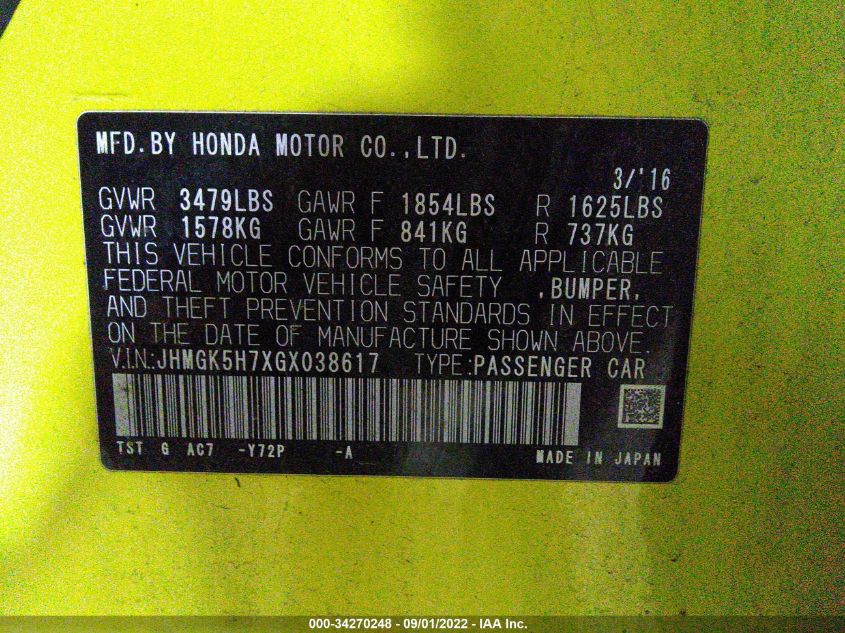 MFD.BY HONDA MOTOR CO.,LTD.
3/'16
GVWR 3479LBS GAWR F 1854LBS R 1625LBS
GVWR 1578KG GAWR F 841KG R 737KG
THIS VEHICLE CONFORMS TO ALL APPLICABLE
FEDERAL MOTOR VEHICLE SAFETY ,BUMPER,
AND THEFT PREVENTION STANDARDS IN EFFECT
ON THE DATE OF MANUFACTURE SHOWN ABOVE.
V.I.N.:JHMGK5H7XGX038617 TYPE:PASSENGER CAR
TST G AC7 -Y72P -A
MADE IN JAPAN
000-34270248 - 09/01/2022 - IAA Inc.